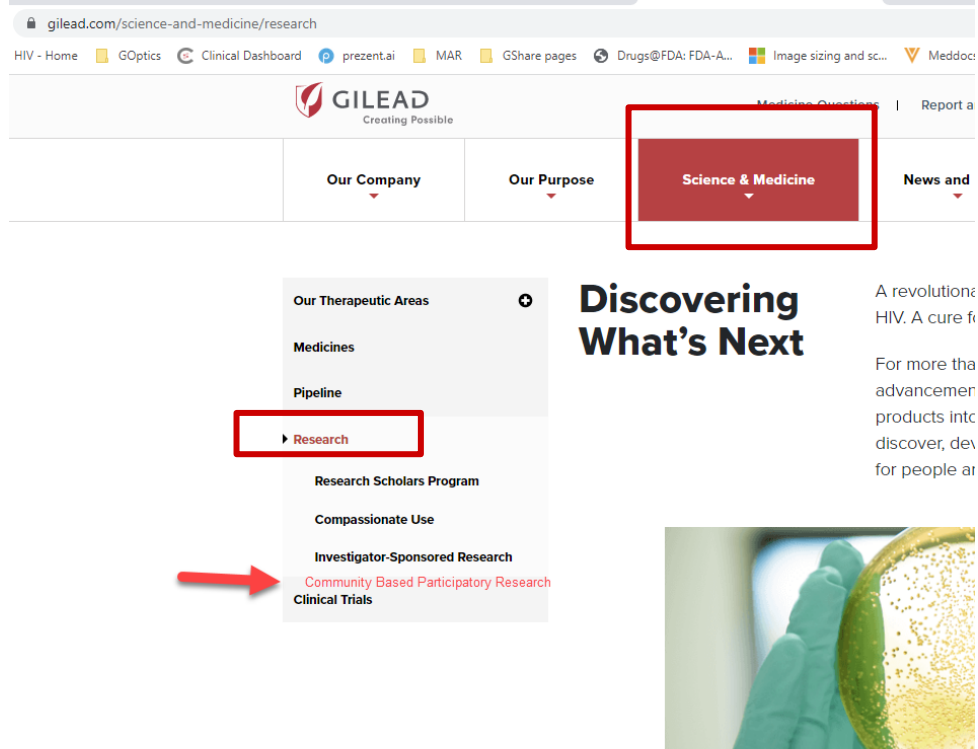 gilead.com/science-and-medicine/research
HIV - Home GOptics Clinical Dashboard prezent.ai MAR GShare pages Drugs@FDA: FDA-A... Image sizing and sc... Meddocs
GILEAD
Creating Possible
Medicine Questions | Report a
Our Company Our Purpose Science & Medicine News and
Our Therapeutic Areas
Medicines
Pipeline
Research
Research Scholars Program
Compassionate Use
Investigator-Sponsored Research
Community Based Participatory Research
Clinical Trials
Discovering
What's Next
A revolutiona
HIV. A cure fo
For more tha
advancemen
products into
discover, dev
for people ar